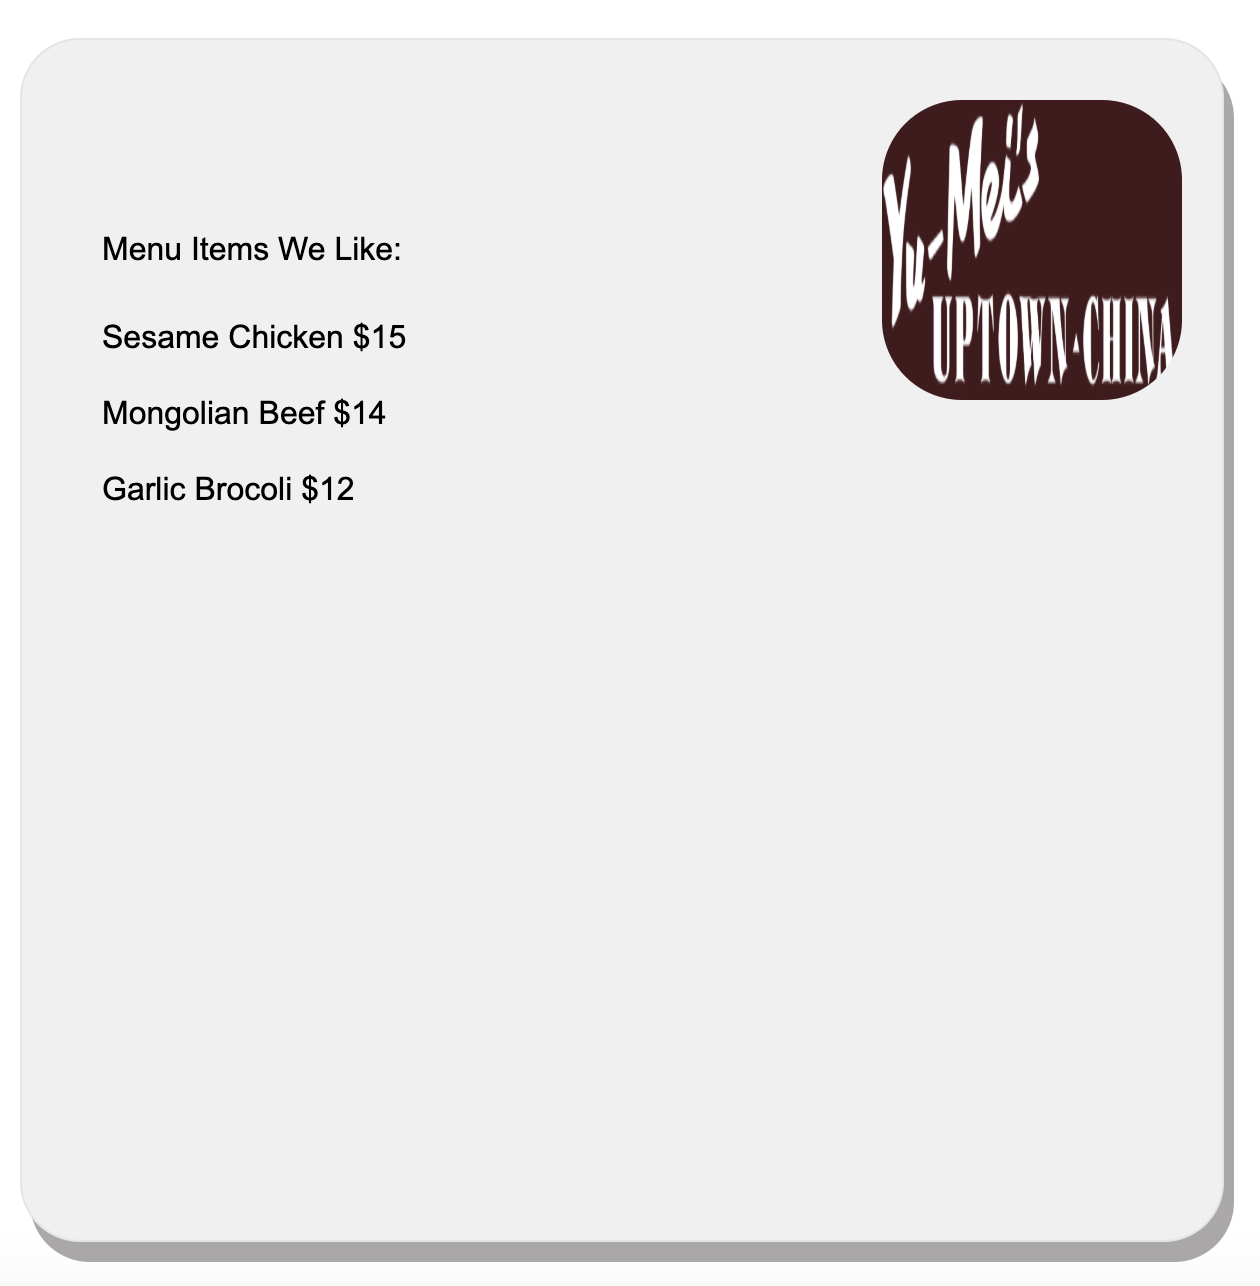 Yu-Mei's
UPTOWN·CHINA
Menu Items We Like:
Sesame Chicken $15
Mongolian Beef $14
Garlic Brocoli $12